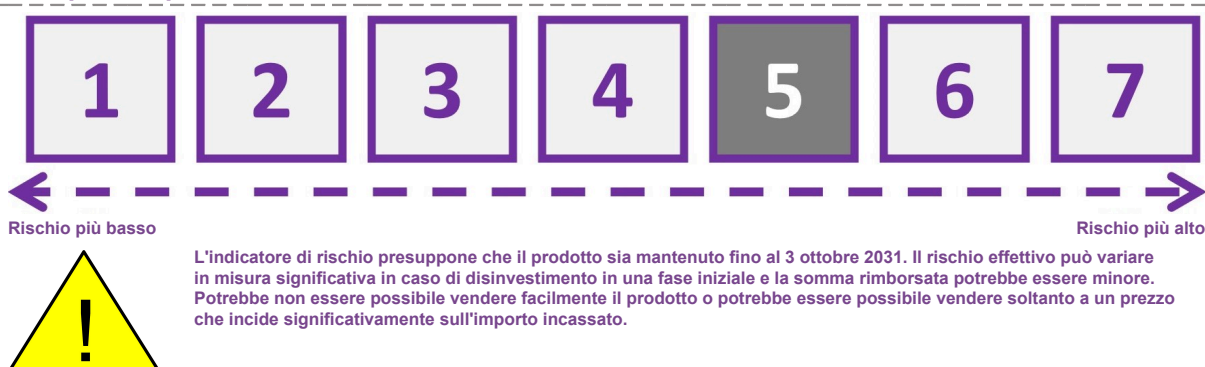 1 2 3 4 5 6 7
Rischio più basso Rischio più alto
!
L'indicatore di rischio presuppone che il prodotto sia mantenuto fino al 3 ottobre 2031. Il rischio effettivo può variare
in misura significativa in caso di disinvestimento in una fase iniziale e la somma rimborsata potrebbe essere minore.
Potrebbe non essere possibile vendere facilmente il prodotto o potrebbe essere possibile vendere soltanto a un prezzo
che incide significativamente sull'importo incassato.